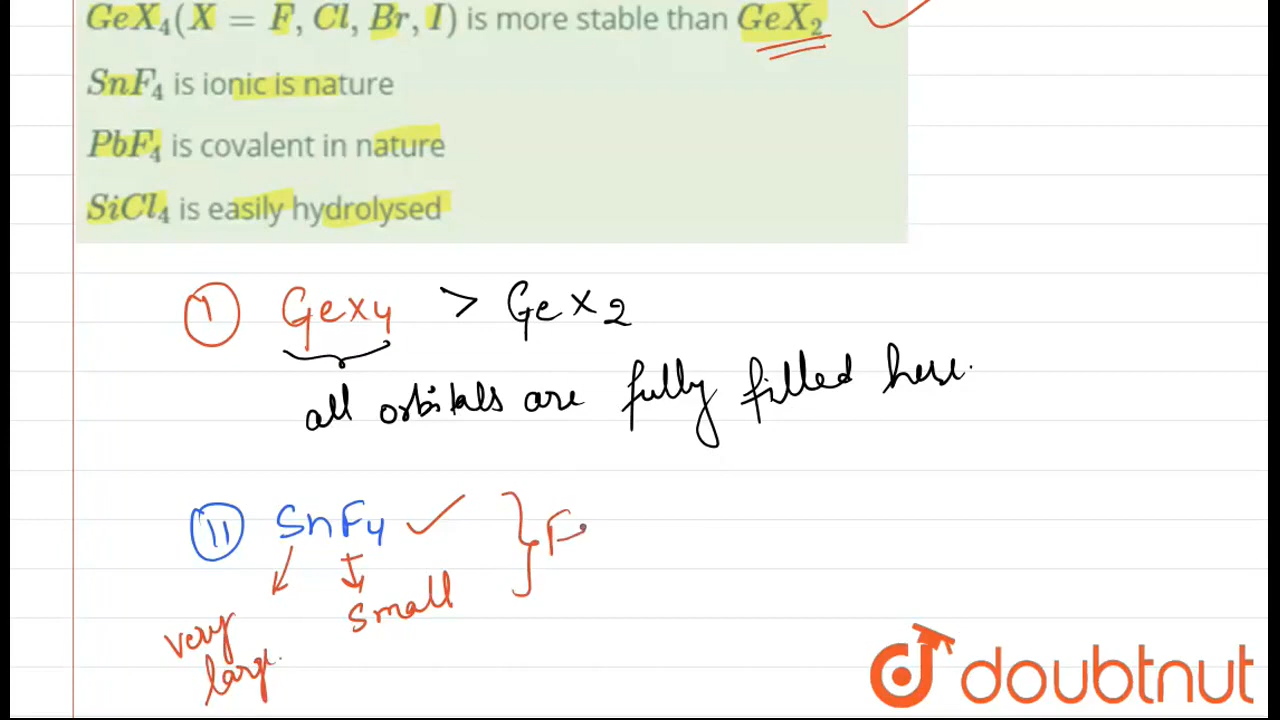 GeX₄(X = F, Cl, Br, I) is more stable than GeX₂
SnF₄ is ionic is nature
PbF₄ is covalent in nature
SiCl₄ is easily hydrolysed
I GeX4 > GeX2
all orbitals are fully filled here.
II SnF4 } F
small
very
large.
doubtnut